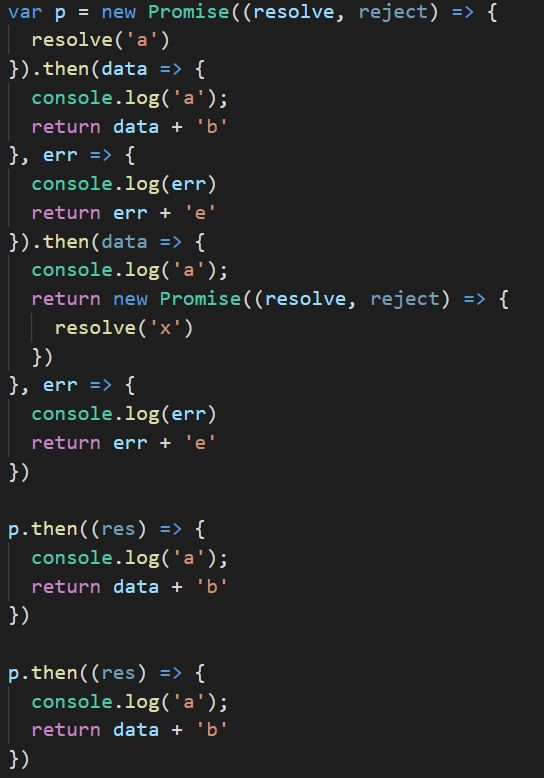 var p = new Promise((resolve, reject) => {
  resolve('a')
}).then(data => {
  console.log('a');
  return data + 'b'
}, err => {
  console.log(err)
  return err + 'e'
}).then(data => {
  console.log('a');
  return new Promise((resolve, reject) => {
    resolve('x')
  })
}, err => {
  console.log(err)
  return err + 'e'
})

p.then((res) => {
  console.log('a');
  return data + 'b'
})

p.then((res) => {
  console.log('a');
  return data + 'b'
})